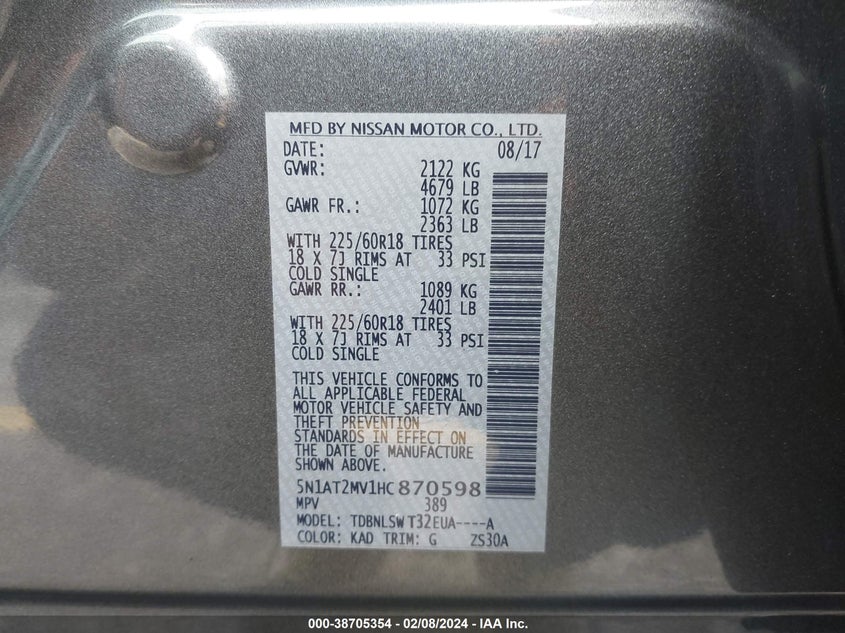 MFD BY NISSAN MOTOR CO., LTD.
DATE: 08/17
GVWR: 2122 KG
4679 LB
GAWR FR.: 1072 KG
2363 LB
WITH 225/60R18 TIRES
18 X 7J RIMS AT 33 PSI
COLD SINGLE
GAWR RR.: 1089 KG
2401 LB
WITH 225/60R18 TIRES
18 X 7J RIMS AT 33 PSI
COLD SINGLE
THIS VEHICLE CONFORMS TO
ALL APPLICABLE FEDERAL
MOTOR VEHICLE SAFETY AND
THEFT PREVENTION
STANDARDS IN EFFECT ON
THE DATE OF MANUFACTURE
SHOWN ABOVE.
5N1AT2MV1HC870598
MPV 389
MODEL: TDBNLSW T32EUA----A
COLOR: KAD TRIM: G ZS30A
000-38705354 - 02/08/2024 - IAA Inc.